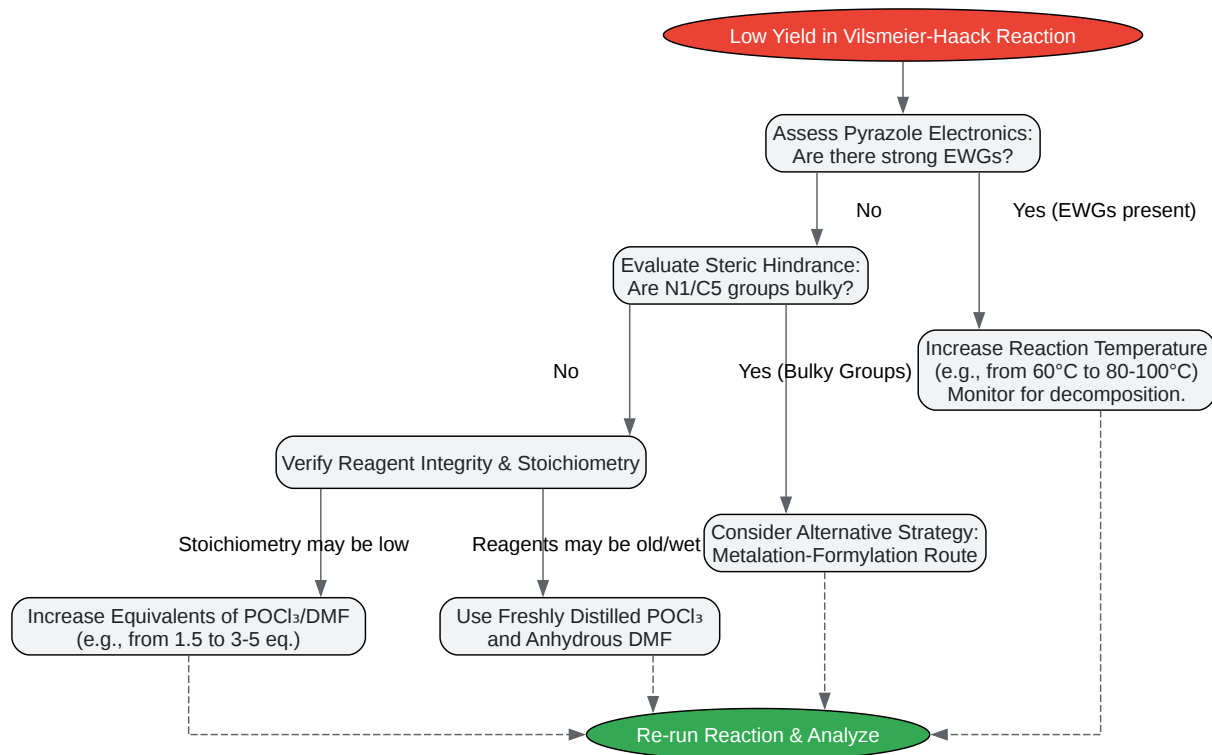 Low Yield in Vilsmeier-Haack Reaction
Assess Pyrazole Electronics:
Are there strong EWGs?
No
Yes (EWGs present)
Evaluate Steric Hindrance:
Are N1/C5 groups bulky?
Increase Reaction Temperature
(e.g., from 60°C to 80-100°C)
Monitor for decomposition.
No
Yes (Bulky Groups)
Verify Reagent Integrity & Stoichiometry
Consider Alternative Strategy:
Metalation-Formylation Route
Stoichiometry may be low
Reagents may be old/wet
Increase Equivalents of POCl₃/DMF
(e.g., from 1.5 to 3-5 eq.)
Use Freshly Distilled POCl₃
and Anhydrous DMF
Re-run Reaction & Analyze